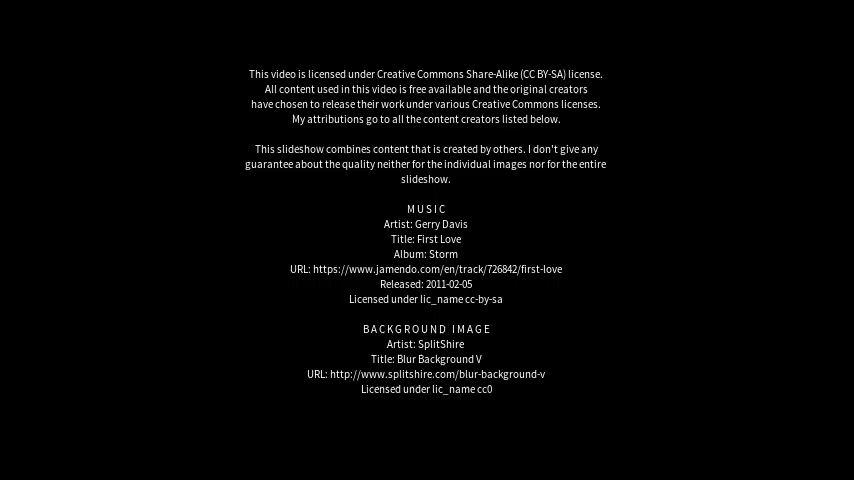 This video is licensed under Creative Commons Share-Alike (CC BY-SA) license.
All content used in this video is free available and the original creators
have chosen to release their work under various Creative Commons licenses.
My attributions go to all the content creators listed below.
This slideshow combines content that is created by others. I don't give any
guarantee about the quality neither for the individual images nor for the entire
slideshow.
MUSIC
Artist: Gerry Davis
Title: First Love
Album: Storm
URL: https://www.jamendo.com/en/track/726842/first-love
Released: 2011-02-05
Licensed under lic_name cc-by-sa
BACKGROUND IMAGE
Artist: SplitShire
Title: Blur Background V
URL: http://www.splitshire.com/blur-background-v
Licensed under lic_name cc0